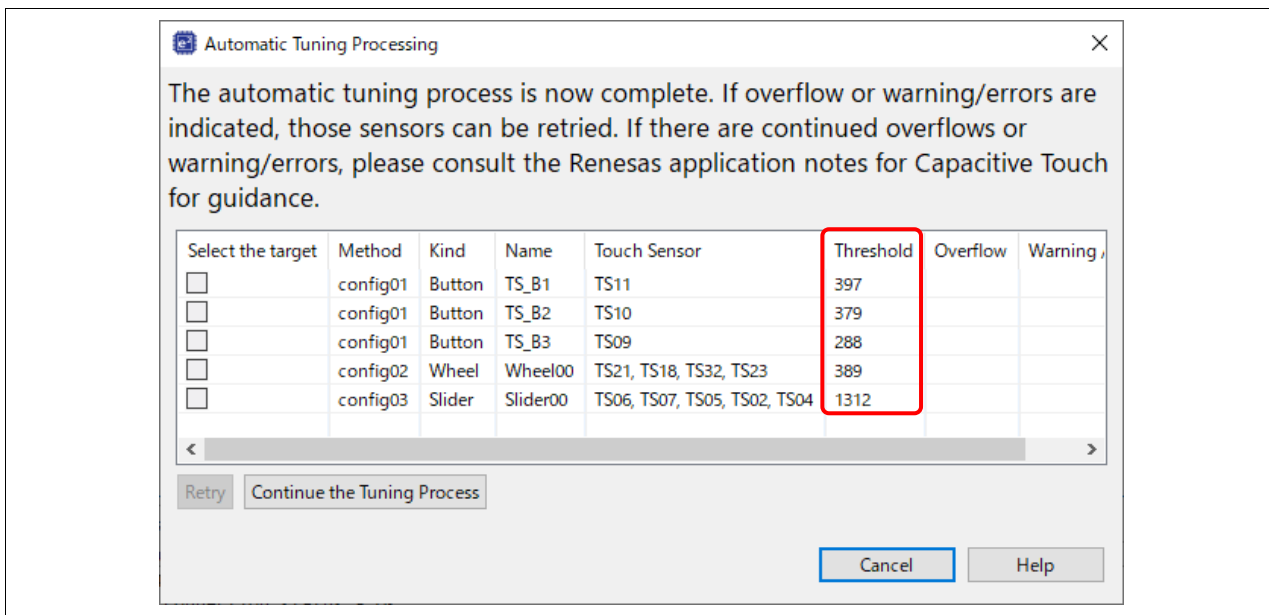 Automatic Tuning Processing
The automatic tuning process is now complete. If overflow or warning/errors are
indicated, those sensors can be retried. If there are continued overflows or
warning/errors, please consult the Renesas application notes for Capacitive Touch
for guidance.
Select the target Method Kind Name Touch Sensor Threshold Overflow Warning /
config01 Button TS_B1 TS11 397
config01 Button TS_B2 TS10 379
config01 Button TS_B3 TS09 288
config02 Wheel Wheel00 TS21, TS18, TS32, TS23 389
config03 Slider Slider00 TS06, TS07, TS05, TS02, TS04 1312
Retry Continue the Tuning Process
Cancel Help